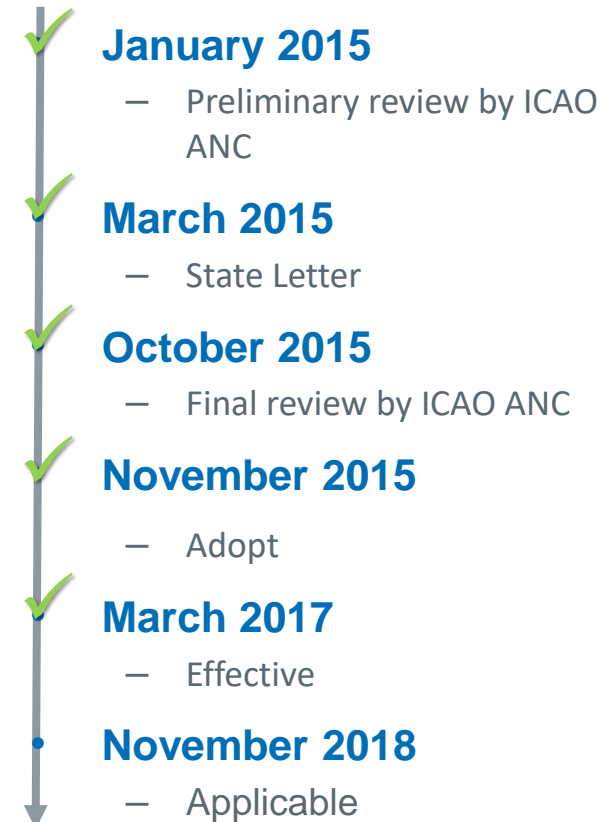 January 2015
– Preliminary review by ICAO
ANC
March 2015
– State Letter
October 2015
– Final review by ICAO ANC
November 2015
– Adopt
March 2017
– Effective
November 2018
– Applicable